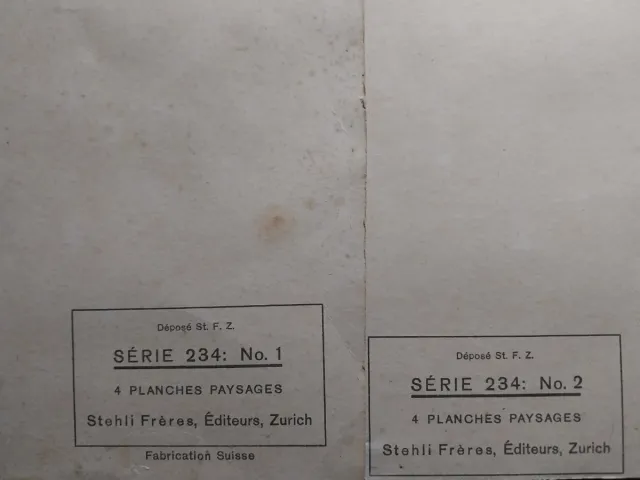 Déposé St. F. Z.
SÉRIE 234: No. 1
4 PLANCHES PAYSAGES
Stehli Frères, Éditeurs, Zurich
Fabrication Suisse
Déposé St. F. Z.
SÉRIE 234: No. 2
4 PLANCHES PAYSAGES
Stehli Frères, Éditeurs, Zurich